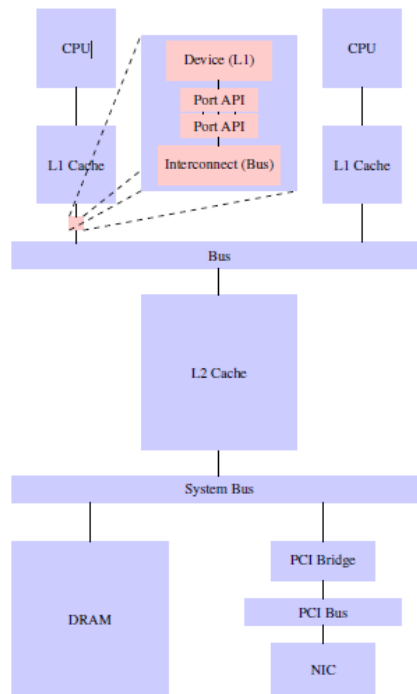 CPU
Device (L1)
CPU
Port API
Port API
L1 Cache
Interconnect (Bus)
L1 Cache
Bus
L2 Cache
System Bus
DRAM
PCI Bridge
PCI Bus
NIC